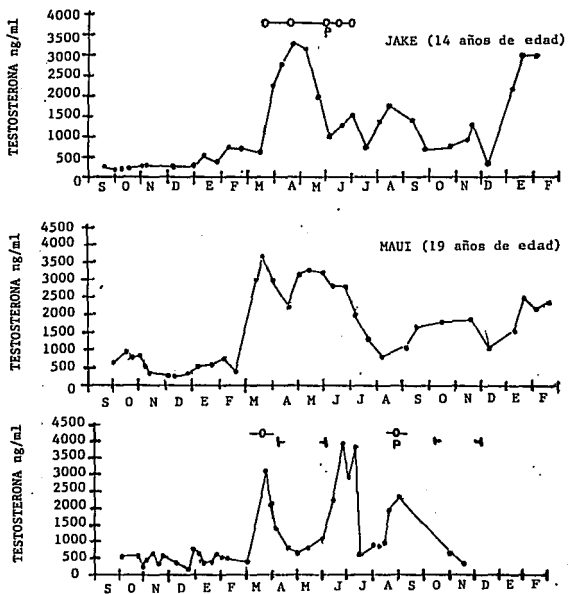 TESTOSTERONA ng/ml
4000
3500
3000
2500
2000
1500
1000
500
0
P
JAKE (14 años de edad)
S O N D E F M A M J J A S O N D E F
TESTOSTERONA ng/ml
4500
4000
3500
3000
2500
2000
1500
1000
500
0
MAUI (19 años de edad)
S O N D E F M A M J J A S O N D E F
TESTOSTERONA ng/ml
4500
4000
3500
3000
2500
2000
1500
1000
500
0
P
S O N D E F M A M J J A S O N D E F